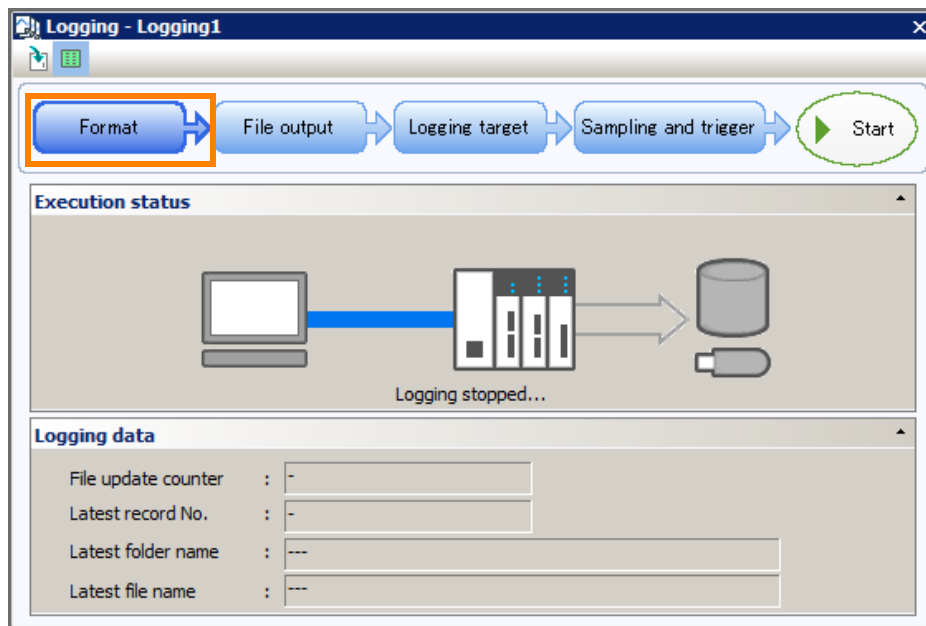 Logging - Logging1
Format
File output
Logging target
Sampling and trigger
Start
Execution status
Logging stopped...
Logging data
File update counter : -
Latest record No. : -
Latest folder name : ---
Latest file name : ---